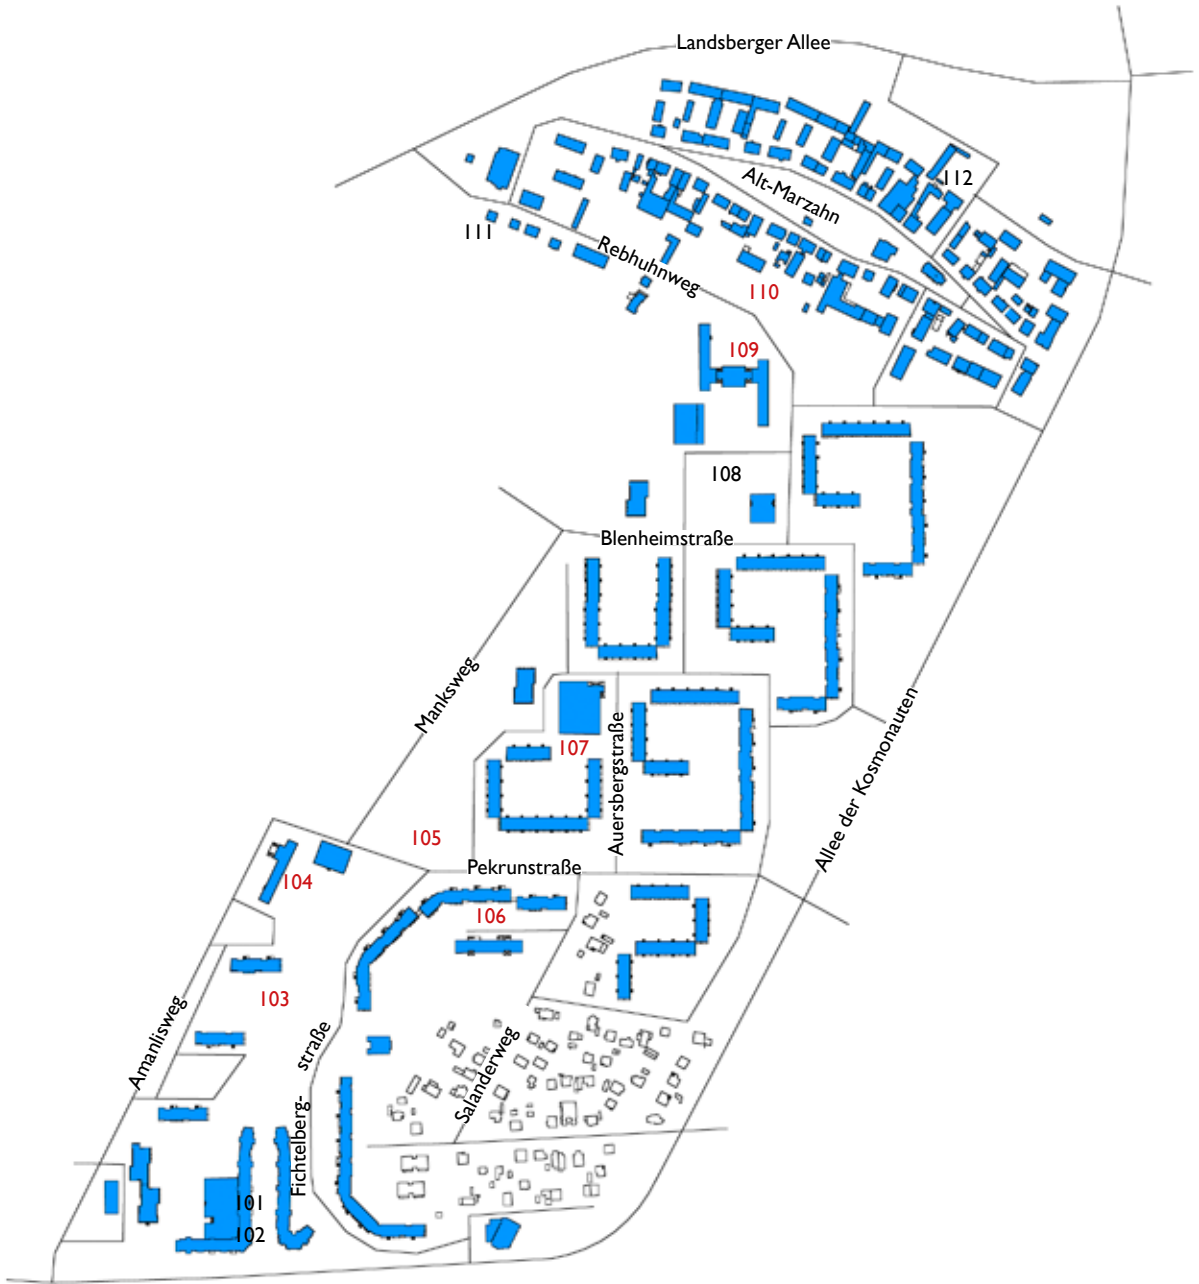 Landsberger Allee
112
Alt-Marzahn
111
Rebhuhnweg
110
109
108
Blenheimstraße
Manksweg
Allee der Kosmonauten
Auersbergstraße
107
105
Pekrunstraße
104
106
103
Amanlisweg
Fichtelberg-
straße
Salanderweg
101
102